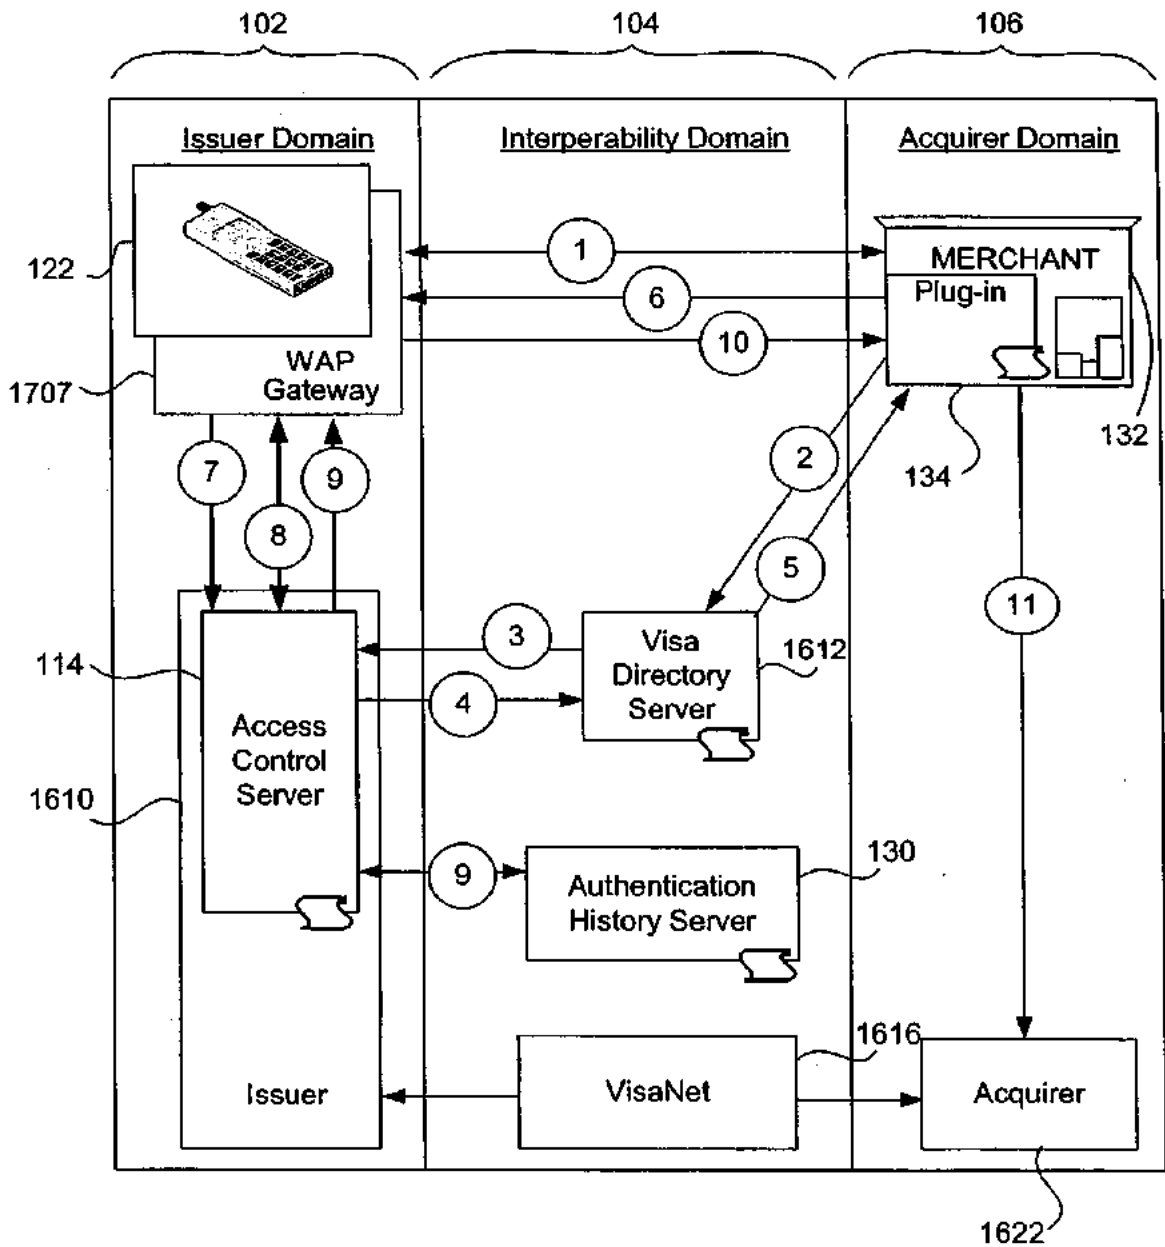 102
104
106
Issuer Domain
Interperability Domain
Acquirer Domain
122
1
MERCHANT
Plug-in
6
10
WAP
Gateway
1707
132
134
7
9
8
2
5
11
3
4
114
Visa
Directory
Server
1612
Access
Control
Server
1610
9
130
Authentication
History Server
1616
VisaNet
Issuer
Acquirer
1622